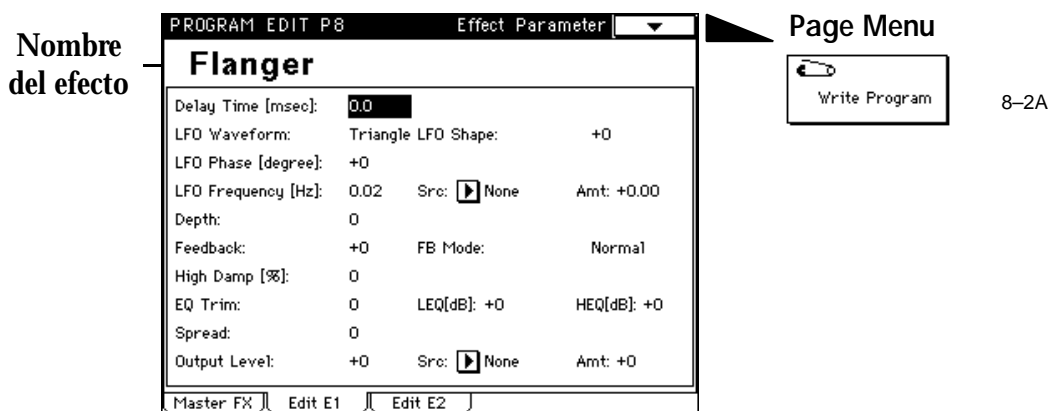 Nombre
del efecto
PROGRAM EDIT P8 Effect Parameter
Flanger
Delay Time [msec]: 0.0
LFO Waveform: Triangle LFO Shape: +0
LFO Phase [degree]: +0
LFO Frequency [Hz]: 0.02 Src: None Amt: +0.00
Depth: 0
Feedback: +0 FB Mode: Normal
High Damp [%]: 0
EQ Trim: 0 LEQ[dB]: +0 HEQ[dB]: +0
Spread: 0
Output Level: +0 Src: None Amt: +0
Master FX Edit E1 Edit E2
Page Menu
Write Program
8–2A